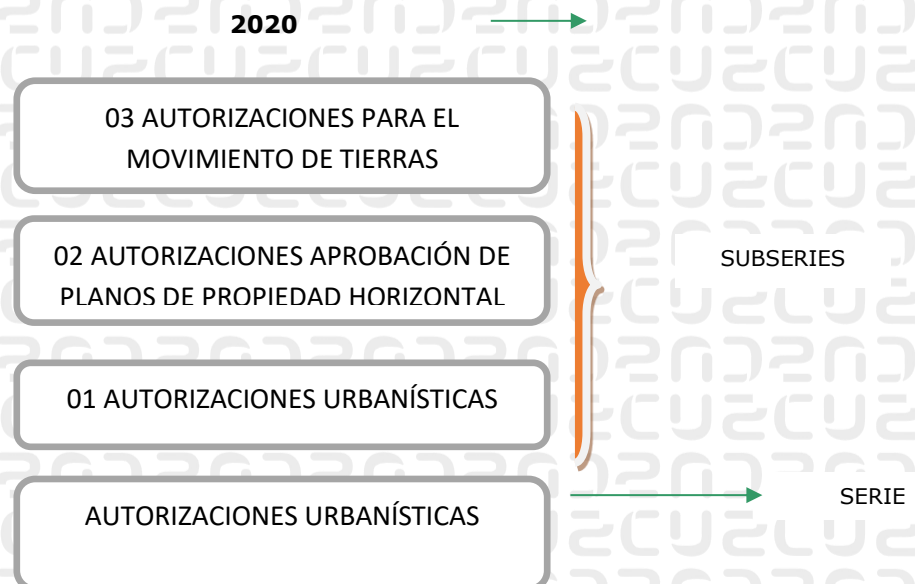 2020
03 AUTORIZACIONES PARA EL
MOVIMIENTO DE TIERRAS
02 AUTORIZACIONES APROBACIÓN DE
PLANOS DE PROPIEDAD HORIZONTAL
SUBSERIES
01 AUTORIZACIONES URBANÍSTICAS
AUTORIZACIONES URBANÍSTICAS
SERIE